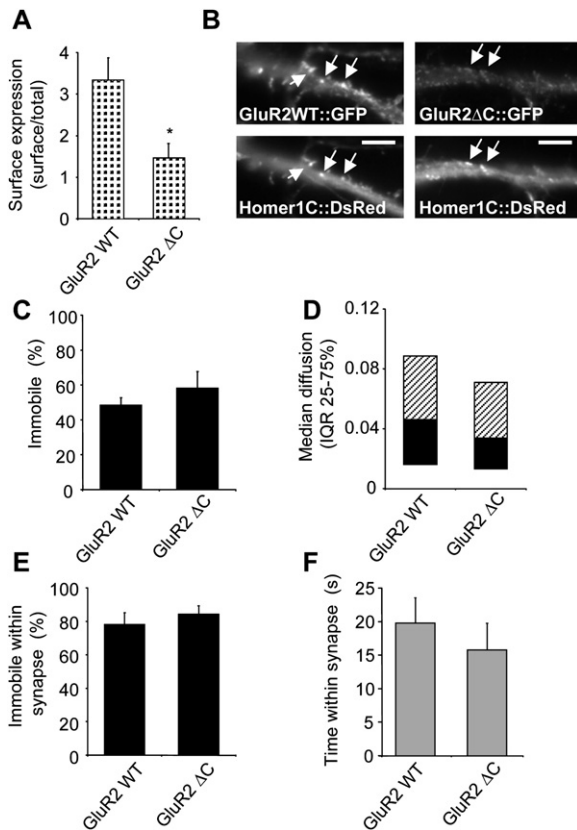 A
Surface expression
(surface/total)
4
3
2
1
0
*
GluR2 WT
GluR2 ΔC
B
GluR2WT::GFP
GluR2ΔC::GFP
Homer1C::DsRed
Homer1C::DsRed
C
Immobile (%)
100
80
60
40
20
0
GluR2 WT
GluR2 ΔC
D
Median diffusion
(IQR 25-75%)
0.12
0.08
0.04
0
GluR2 WT
GluR2 ΔC
E
Immobile within
synapse (%)
100
80
60
40
20
0
GluR2 WT
GluR2 ΔC
F
Time within synapse (s)
25
20
15
10
5
0
GluR2 WT
GluR2 ΔC